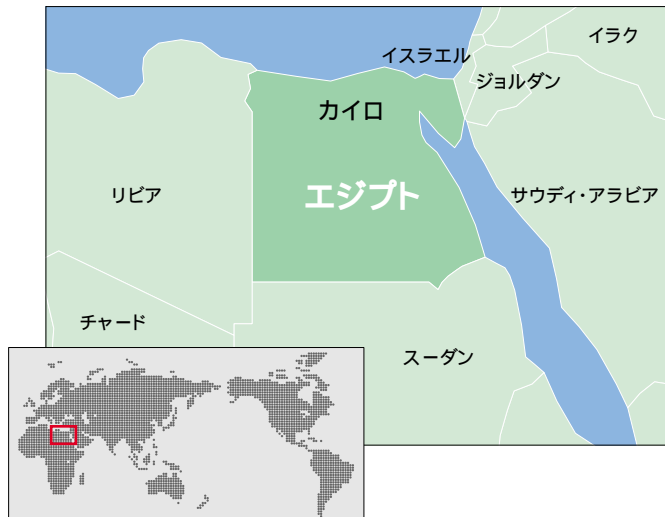 イラク
イスラエル
ジョルダン
カイロ
エジプト
リビア
サウディ・アラビア
チャード
スーダン